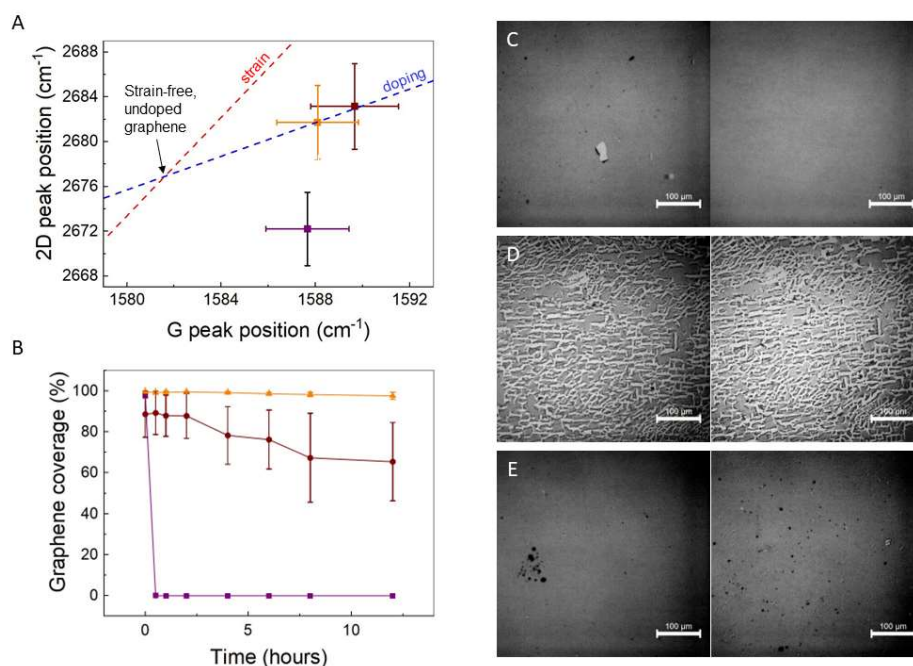 A
2D peak position (cm-1)
2688
2684
2680
2676
2672
2668
strain
doping
Strain-free,
undoped
graphene
1580
1584
1588
1592
G peak position (cm-1)
B
Graphene coverage (%)
100
80
60
40
20
0
0
5
10
Time (hours)
C
100 µm
100 µm
D
100 µm
100 µm
E
100 µm
100 µm